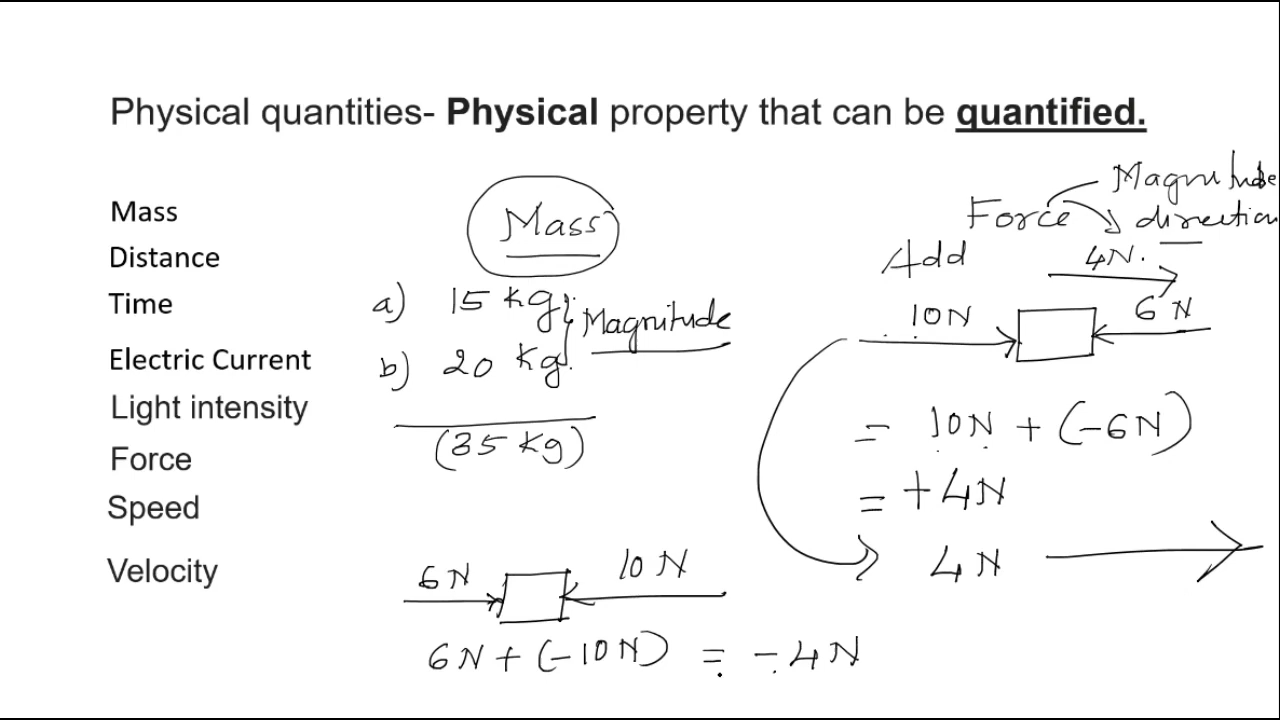 Physical quantities- Physical property that can be quantified.
Mass
Distance
Time
Electric Current
Light intensity
Force
Speed
Velocity
Mass
a) 15 kg
b) 20 kg
Magnitude
(35 kg)
Force
Magnitude
direction
Add
4N.
10N
6N
= 10N + (-6N)
= +4N
4N
6N
10N
6N + (-10N) = -4N